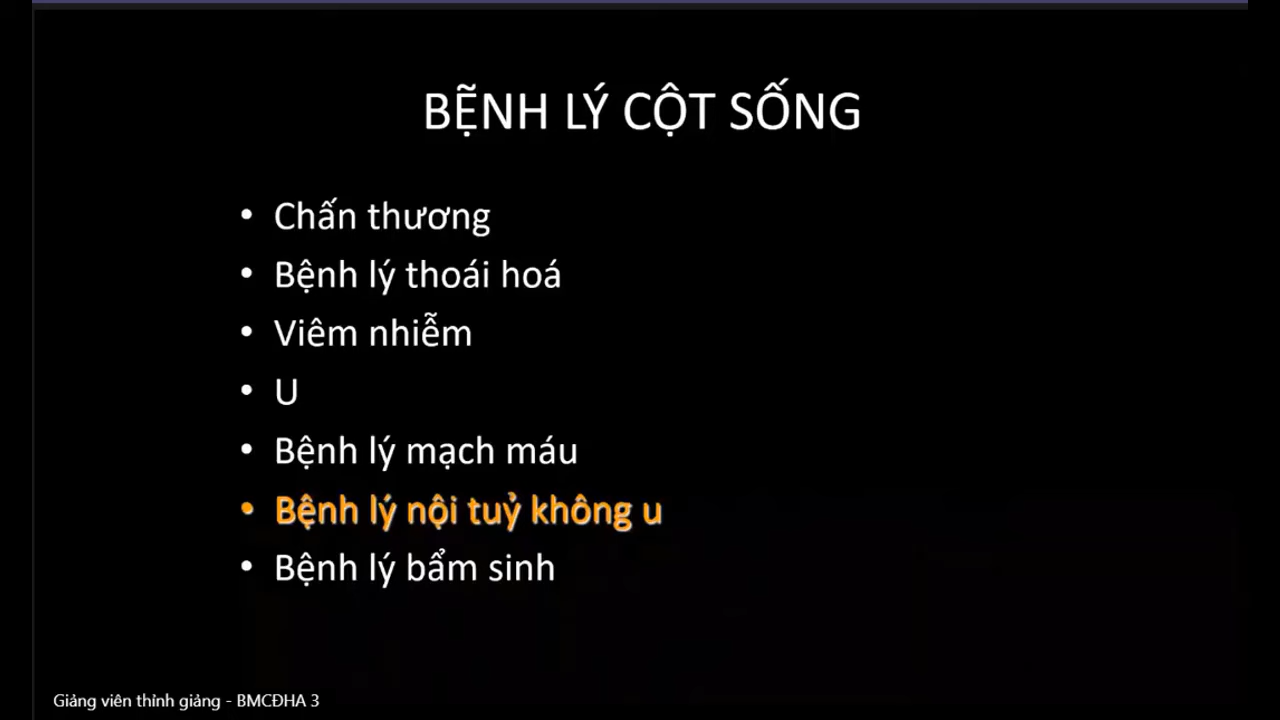 BỆNH LÝ CỘT SỐNG
• Chấn thương
• Bệnh lý thoái hoá
• Viêm nhiễm
• U
• Bệnh lý mạch máu
• Bệnh lý nội tuỷ không u
• Bệnh lý bẩm sinh
Giảng viên thỉnh giảng - BMCĐHA 3